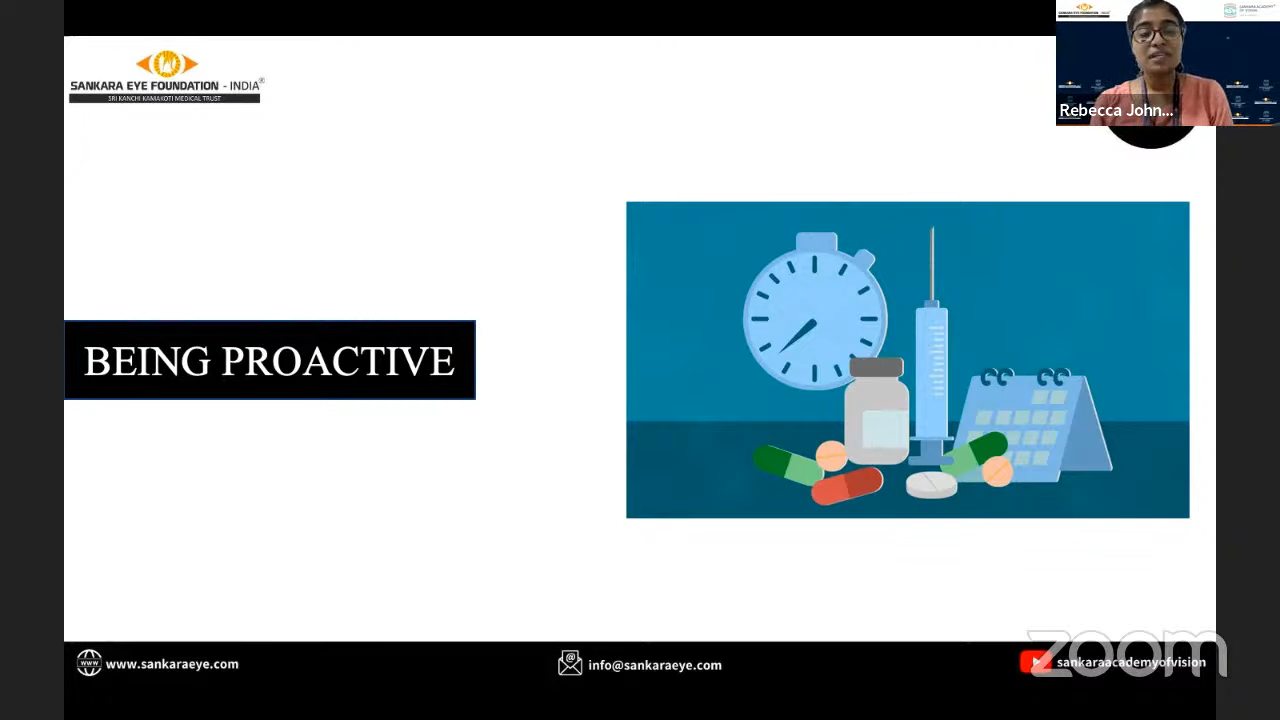 SANKARA EYE FOUNDATION - INDIA®
SRI KANCHI KAMAKOTI MEDICAL TRUST
Rebecca John...
BEING PROACTIVE
www.sankaraeye.com
info@sankaraeye.com
sankaraacademyofvision
zoom